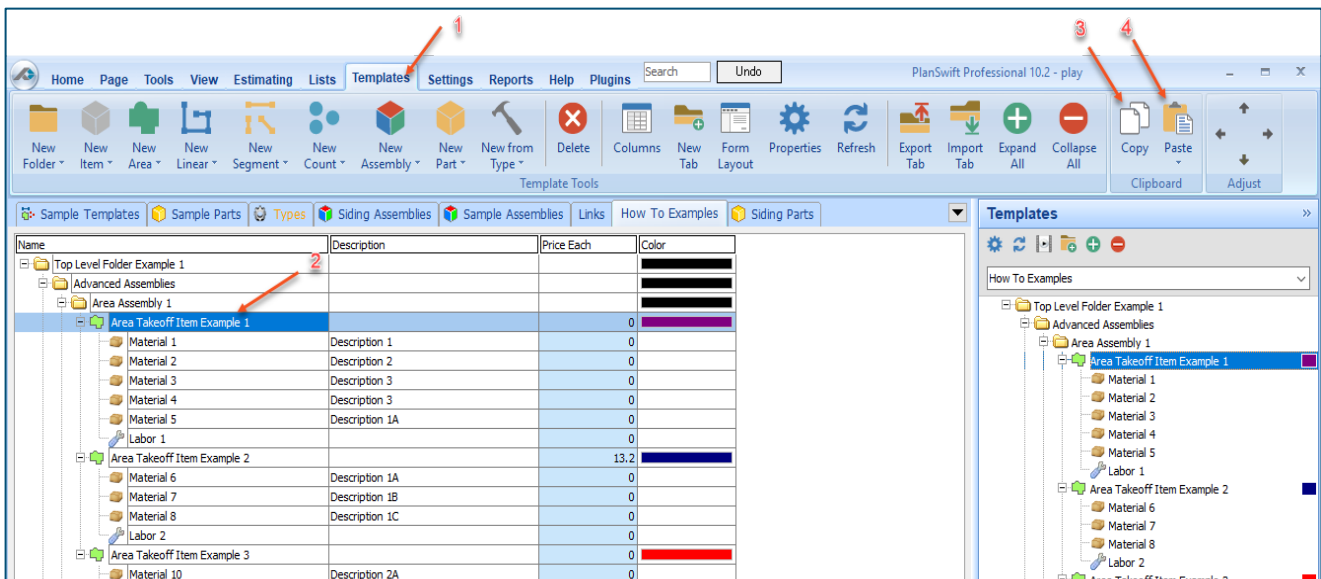 1
3
4
Home Page Tools View Estimating Lists Templates Settings Reports Help Plugins Search Undo PlanSwift Professional 10.2 - play
New Folder
New Item
New Area
New Linear
New Segment
New Count
New Assembly
New Part
New from Type
Delete
Columns
New Tab
Form Layout
Properties
Refresh
Export Tab
Import Tab
Expand All
Collapse All
Copy
Paste
Template Tools
Clipboard
Adjust
Sample Templates Sample Parts Types Siding Assemblies Sample Assemblies Links How To Examples Siding Parts
Name Description Price Each Color
Top Level Folder Example 1
2
Advanced Assemblies
Area Assembly 1
Area Takeoff Item Example 1 0
Material 1 Description 1 0
Material 2 Description 2 0
Material 3 Description 3 0
Material 4 Description 3 0
Material 5 Description 1A 0
Labor 1 0
Area Takeoff Item Example 2 13.2
Material 6 Description 1A 0
Material 7 Description 1B 0
Material 8 Description 1C 0
Labor 2 0
Area Takeoff Item Example 3 0
Material 10 Description 2A 0
Templates
How To Examples
Top Level Folder Example 1
Advanced Assemblies
Area Assembly 1
Area Takeoff Item Example 1
Material 1
Material 2
Material 3
Material 4
Material 5
Labor 1
Area Takeoff Item Example 2
Material 6
Material 7
Material 8
Labor 2